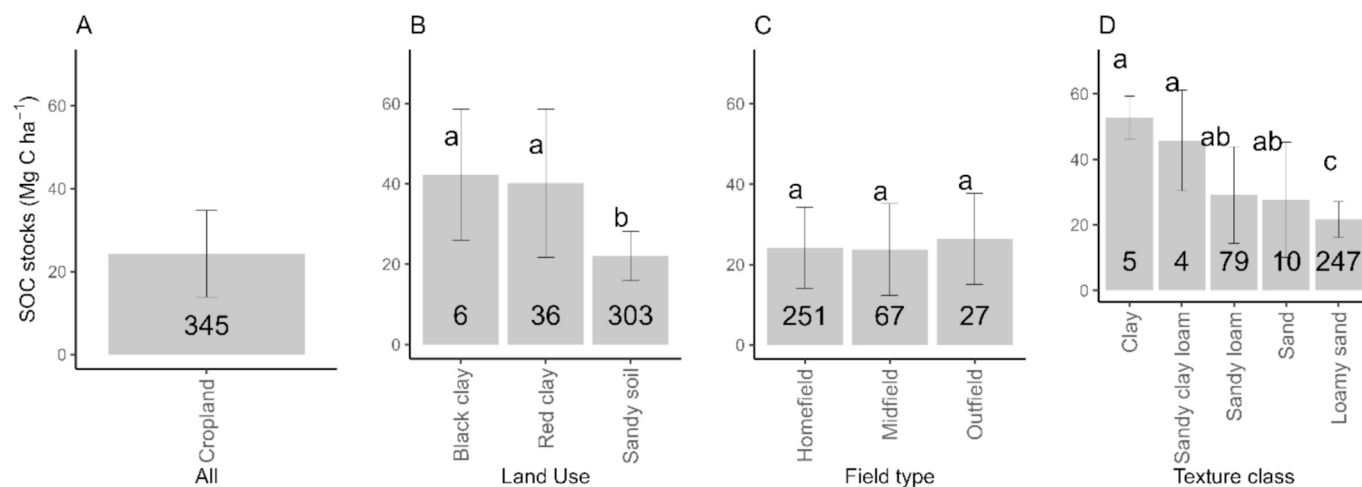 A
SOC stocks (Mg C ha⁻¹)
60
40
20
0
345
Cropland
All
B
60
40
20
0
a
a
b
6
36
303
Black clay
Red clay
Sandy soil
Land Use
C
60
40
20
0
a
a
a
251
67
27
Homefield
Midfield
Outfield
Field type
D
60
40
20
0
a
a
ab
ab
c
5
4
79
10
247
Clay
Sandy clay loam
Sandy loam
Sand
Loamy sand
Texture class